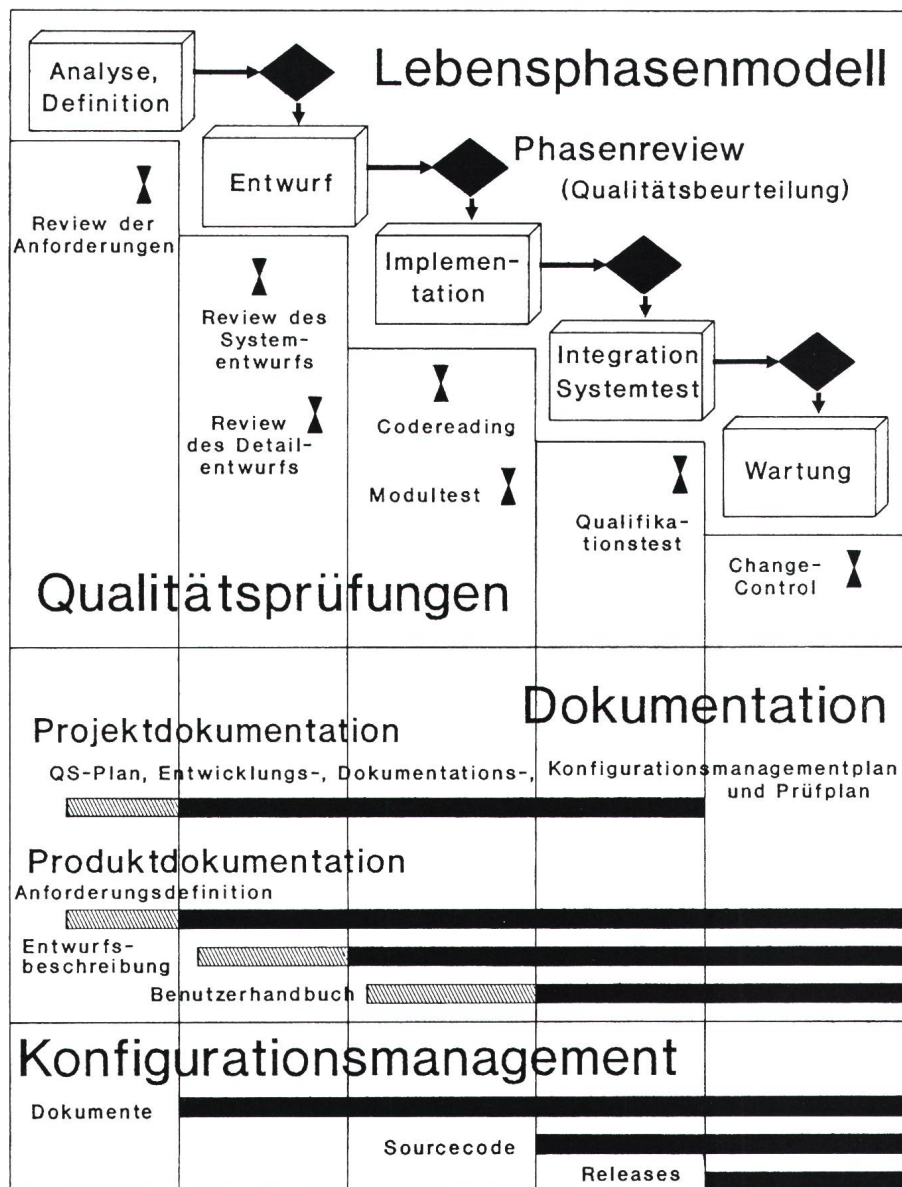 Lebensphasenmodell
Analyse,
Definition
Phasenreview
(Qualitätsbeurteilung)
Entwurf
Review der
Anforderungen
Implemen-
tation
Review des
System-
entwurfs
Integration
Systemtest
Review
des Detail-
entwurfs
Codereading
Modultest
Wartung
Qualifika-
tionstest
Change-
Control
Qualitätsprüfungen
Dokumentation
Projektdokumentation
QS-Plan, Entwicklungs-, Dokumentations-, Konfigurationsmanagementplan
und Prüfplan
Produktdokumentation
Anforderungsdefinition
Entwurfs-
beschreibung
Benutzerhandbuch
Konfigurationsmanagement
Dokumente
Sourcecode
Releases